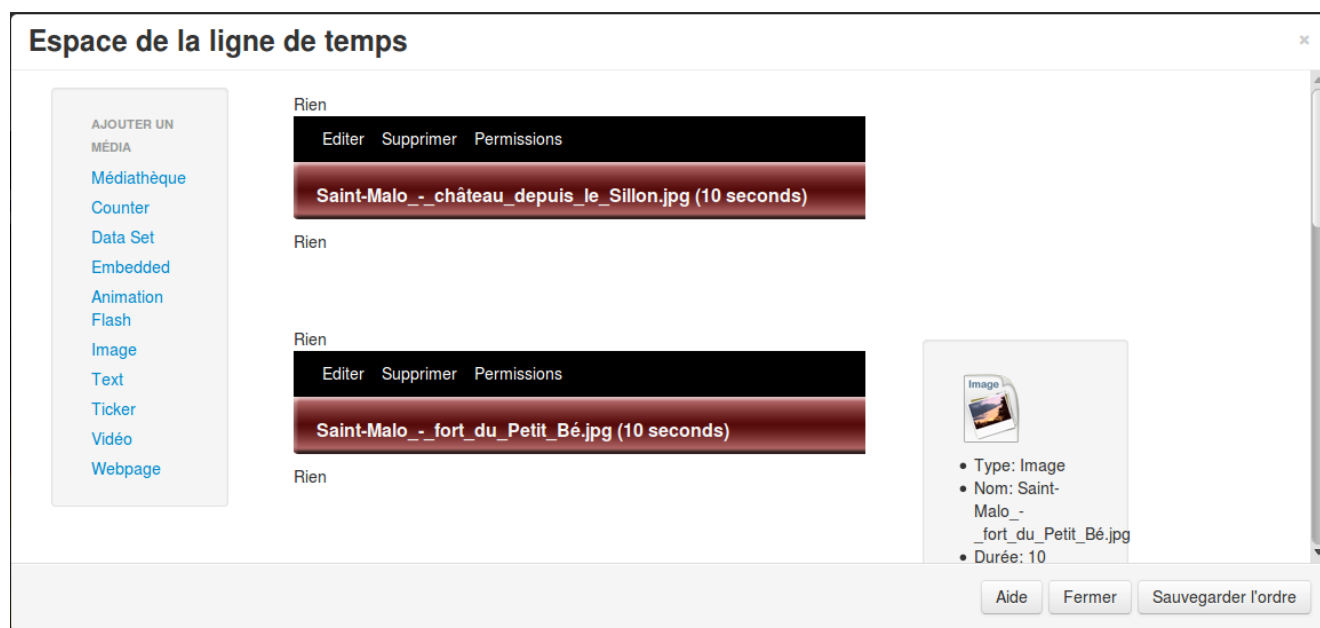 Espace de la ligne de temps
×
AJOUTER UN
MÉDIA
Médiathèque
Counter
Data Set
Embedded
Animation
Flash
Image
Text
Ticker
Vidéo
Webpage
Rien
Editer Supprimer Permissions
Saint-Malo_-_château_depuis_le_Sillon.jpg (10 seconds)
Rien
Rien
Editer Supprimer Permissions
Saint-Malo_-_fort_du_Petit_Bé.jpg (10 seconds)
Rien
Image
Type: Image
Nom: Saint-
Malo_-
_fort_du_Petit_Bé.jpg
Durée: 10
Aide Fermer Sauvegarder l'ordre